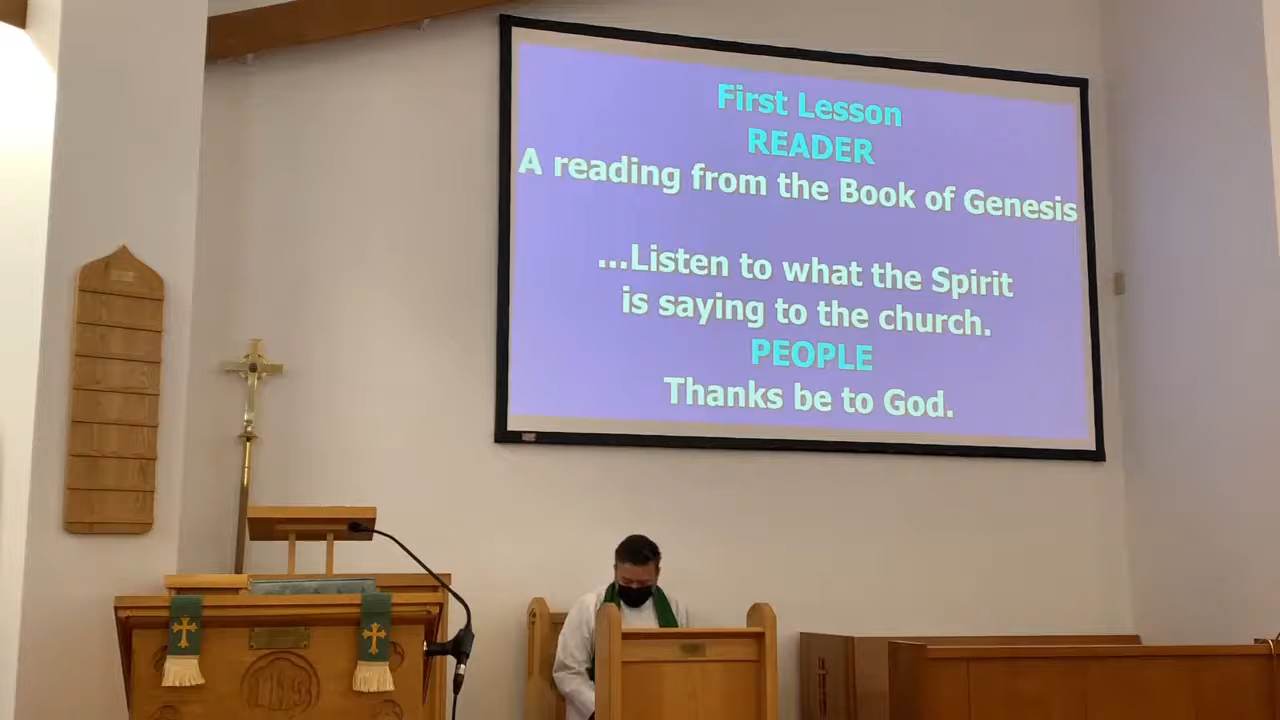 First Lesson
READER
A reading from the Book of Genesis
...Listen to what the Spirit
is saying to the church.
PEOPLE
Thanks be to God.
IHS